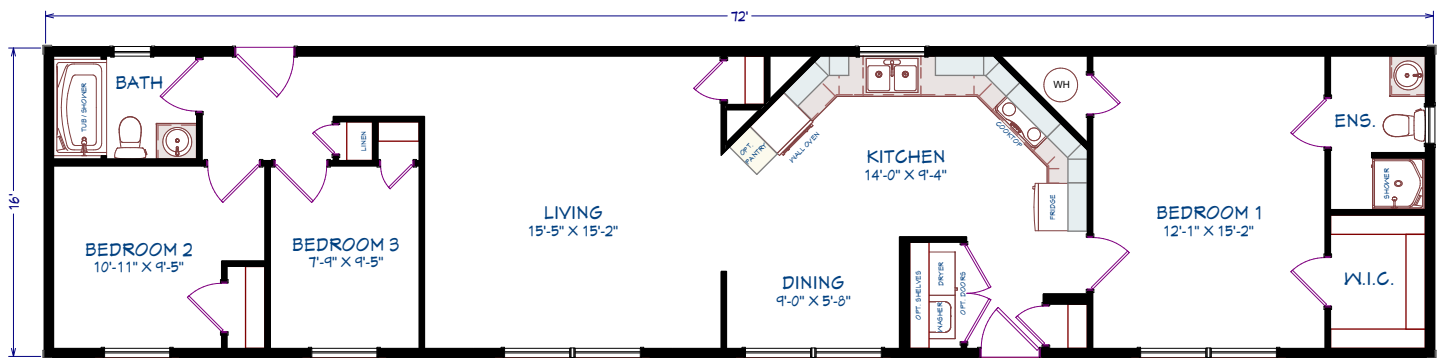 72'
16'
BATH
TUB / SHOWER
LINEN
BEDROOM 2
10'-11" X 9'-5"
BEDROOM 3
7'-9" X 9'-5"
LIVING
15'-5" X 15'-2"
OPT.
PANTRY
WALL OVEN
KITCHEN
14'-0" X 9'-4"
COOKTOP
FRIDGE
WH
DINING
9'-0" X 5'-8"
OPT. SHELVES
DRYER
WASHER
OPT. DOORS
BEDROOM 1
12'-1" X 15'-2"
ENS.
SHOWER
W.I.C.